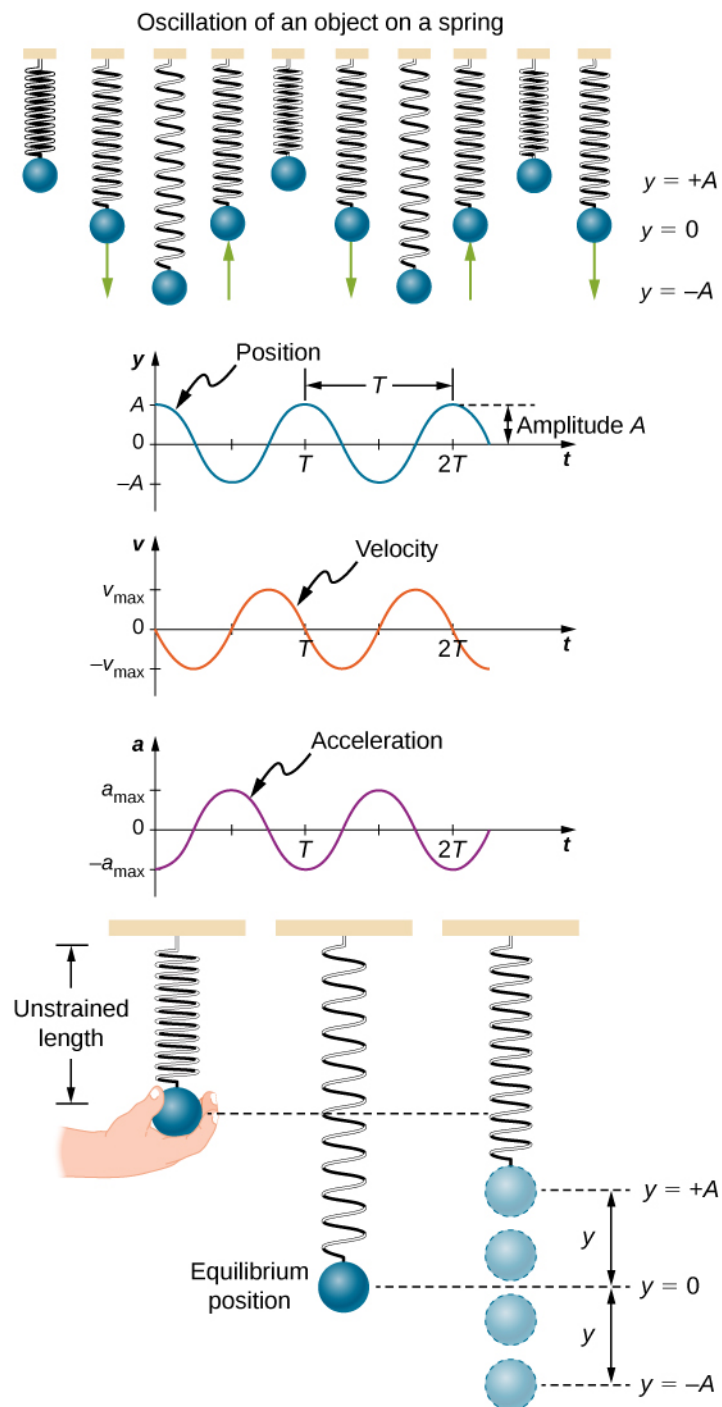 Oscillation of an object on a spring
y = +A
y = 0
y = –A
y
Position
T
A
Amplitude A
0
T
2T
t
–A
v
Velocity
vmax
0
T
2T
t
–vmax
a
Acceleration
amax
0
T
2T
t
–amax
Unstrained
length
y = +A
y
Equilibrium
position
y = 0
y
y = –A